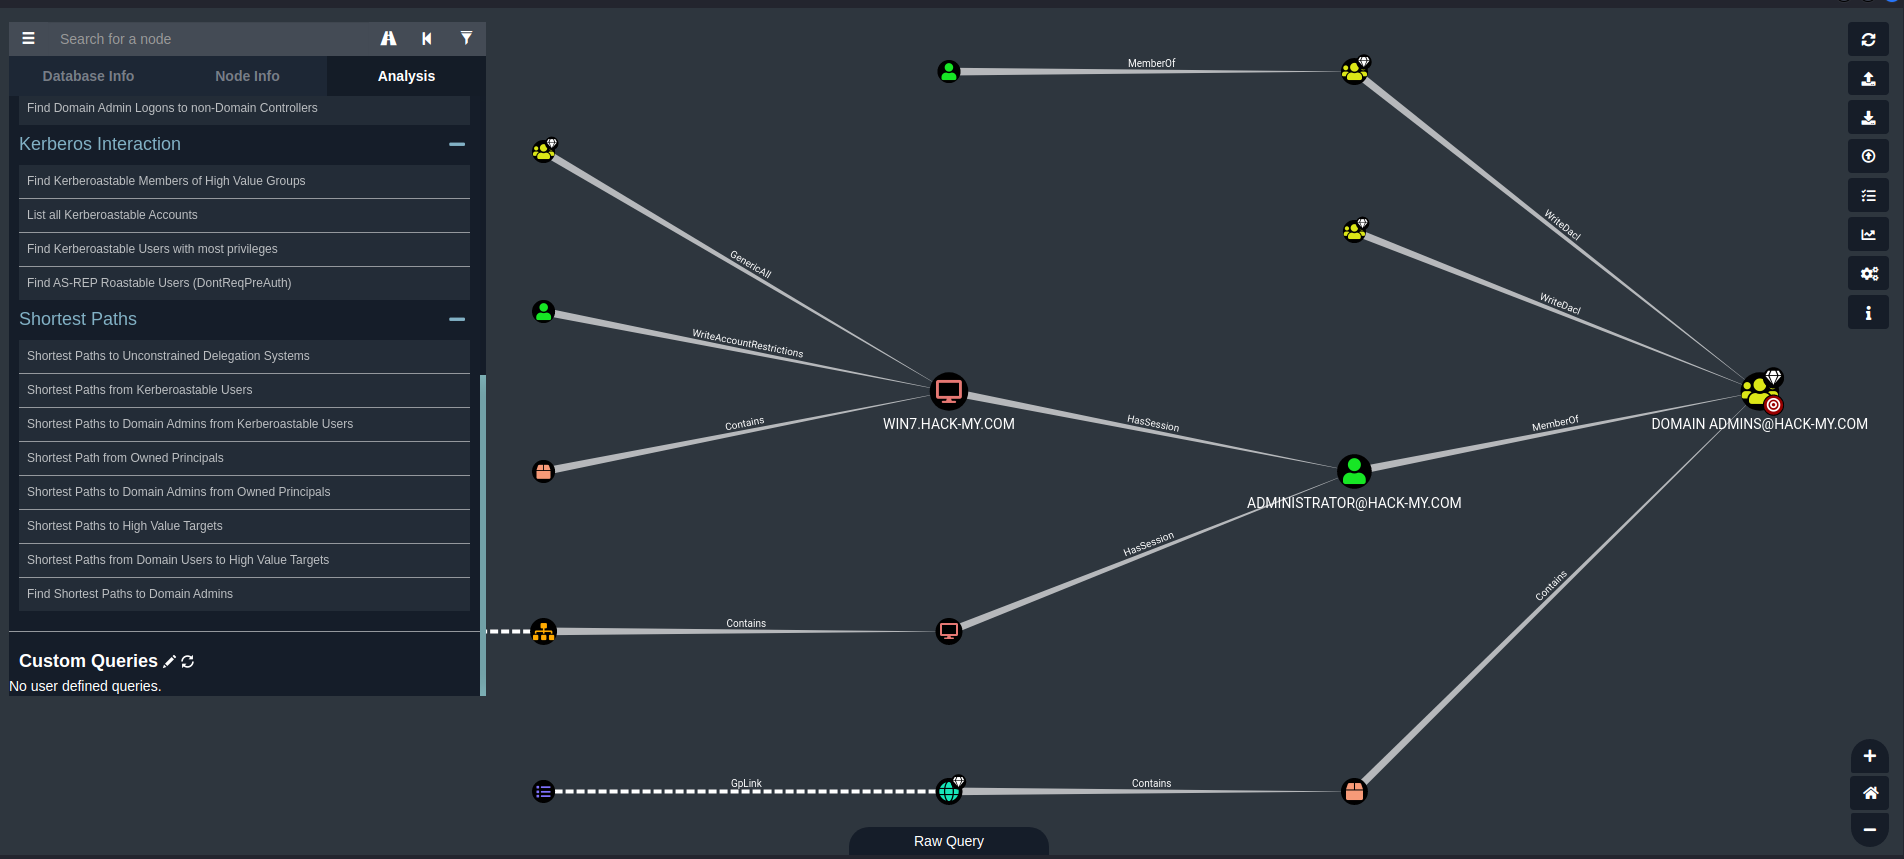 Search for a node
Database Info
Node Info
Analysis
Find Domain Admin Logons to non-Domain Controllers
Kerberos Interaction
Find Kerberoastable Members of High Value Groups
List all Kerberoastable Accounts
Find Kerberoastable Users with most privileges
Find AS-REP Roastable Users (DontReqPreAuth)
Shortest Paths
Shortest Paths to Unconstrained Delegation Systems
Shortest Paths from Kerberoastable Users
Shortest Paths to Domain Admins from Kerberoastable Users
Shortest Path from Owned Principals
Shortest Paths to Domain Admins from Owned Principals
Shortest Paths to High Value Targets
Shortest Paths from Domain Users to High Value Targets
Find Shortest Paths to Domain Admins
Custom Queries
No user defined queries.
MemberOf
WriteDacl
GenericAll
WriteDacl
WriteAccountRestrictions
Contains
WIN7.HACK-MY.COM
HasSession
MemberOf
DOMAIN ADMINS@HACK-MY.COM
ADMINISTRATOR@HACK-MY.COM
HasSession
Contains
Contains
GpLink
Contains
Raw Query